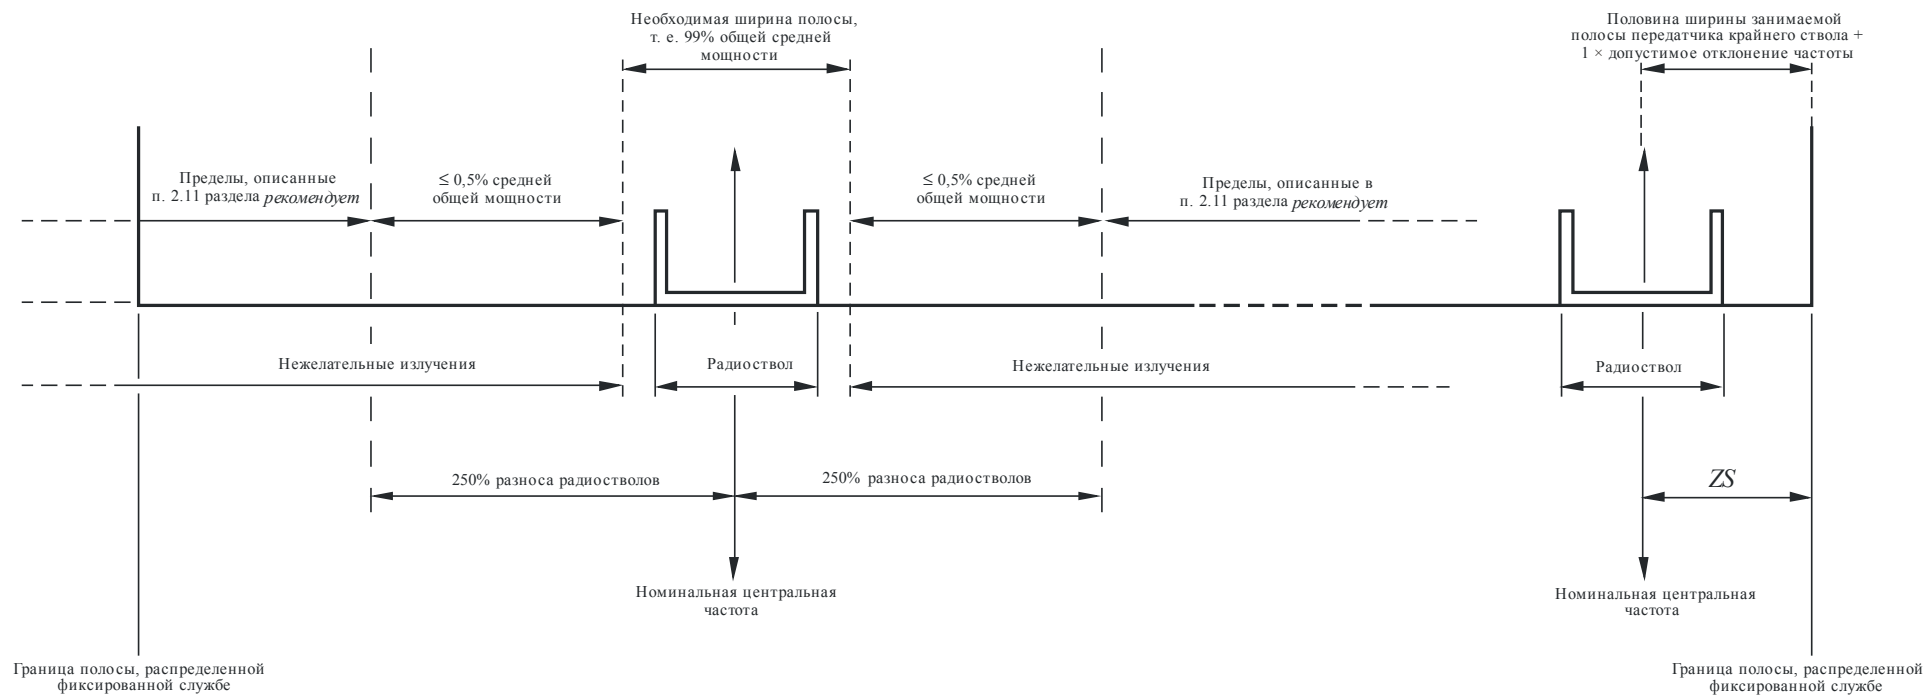 Необходимая ширина полосы,
т. е. 99% общей средней
мощности
Половина ширины занимаемой
полосы передатчика крайнего ствола +
1 × допустимое отклонение частоты
Пределы, описанные
п. 2.11 раздела рекомендует
≤ 0,5% средней
общей мощности
≤ 0,5% средней
общей мощности
Пределы, описанные в
п. 2.11 раздела рекомендует
Нежелательные излучения
Радиоствол
Нежелательные излучения
Радиоствол
250% разноса радиостволов
250% разноса радиостволов
ZS
Номинальная центральная
частота
Номинальная центральная
частота
Граница полосы, распределенной
фиксированной службе
Граница полосы, распределенной
фиксированной службе